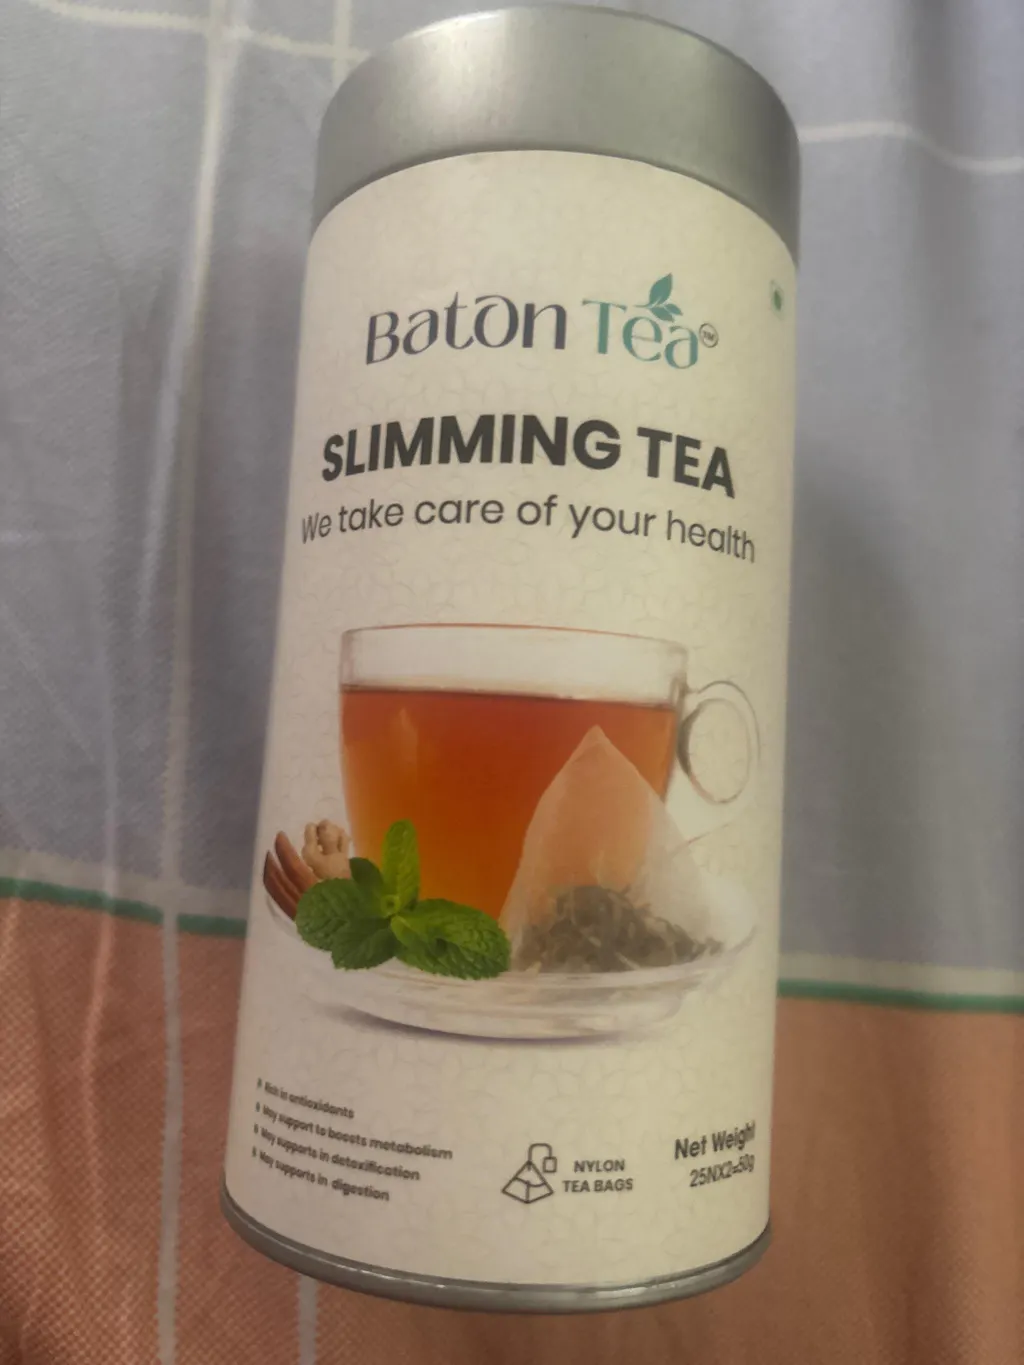 Baton Tea™
SLIMMING TEA
We take care of your health
Rich in antioxidants
May support to boosts metabolism
May supports in detoxification
May supports in digestion
NYLON
TEA BAGS
Net Weight
25NX2=50g